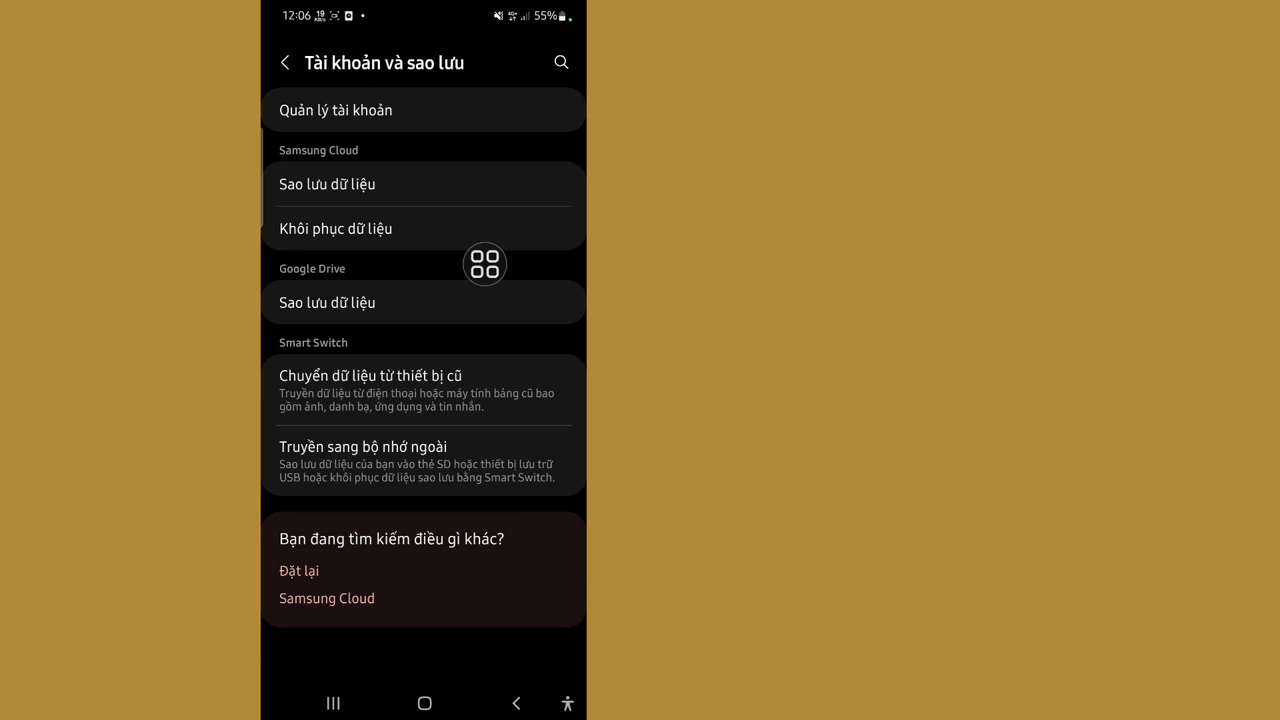 12:06 19 KB/s 4G+ 55%
Tài khoản và sao lưu
Quản lý tài khoản
Samsung Cloud
Sao lưu dữ liệu
Khôi phục dữ liệu
Google Drive
Sao lưu dữ liệu
Smart Switch
Chuyển dữ liệu từ thiết bị cũ
Truyền dữ liệu từ điện thoại hoặc máy tính bảng cũ bao
gồm ảnh, danh bạ, ứng dụng và tin nhắn.
Truyền sang bộ nhớ ngoài
Sao lưu dữ liệu của bạn vào thẻ SD hoặc thiết bị lưu trữ
USB hoặc khôi phục dữ liệu sao lưu bằng Smart Switch.
Bạn đang tìm kiếm điều gì khác?
Đặt lại
Samsung Cloud